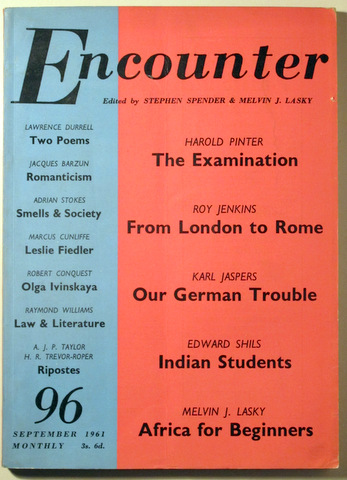 Encounter
Edited by STEPHEN SPENDER & MELVIN J. LASKY
LAWRENCE DURRELL
Two Poems
JACQUES BARZUN
Romanticism
ADRIAN STOKES
Smells & Society
MARCUS CUNLIFFE
Leslie Fiedler
ROBERT CONQUEST
Olga Ivinskaya
RAYMOND WILLIAMS
Law & Literature
A. J. P. TAYLOR
H. R. TREVOR-ROPER
Ripostes
96
SEPTEMBER 1961
MONTHLY 3s. 6d.
HAROLD PINTER
The Examination
ROY JENKINS
From London to Rome
KARL JASPERS
Our German Trouble
EDWARD SHILS
Indian Students
MELVIN J. LASKY
Africa for Beginners